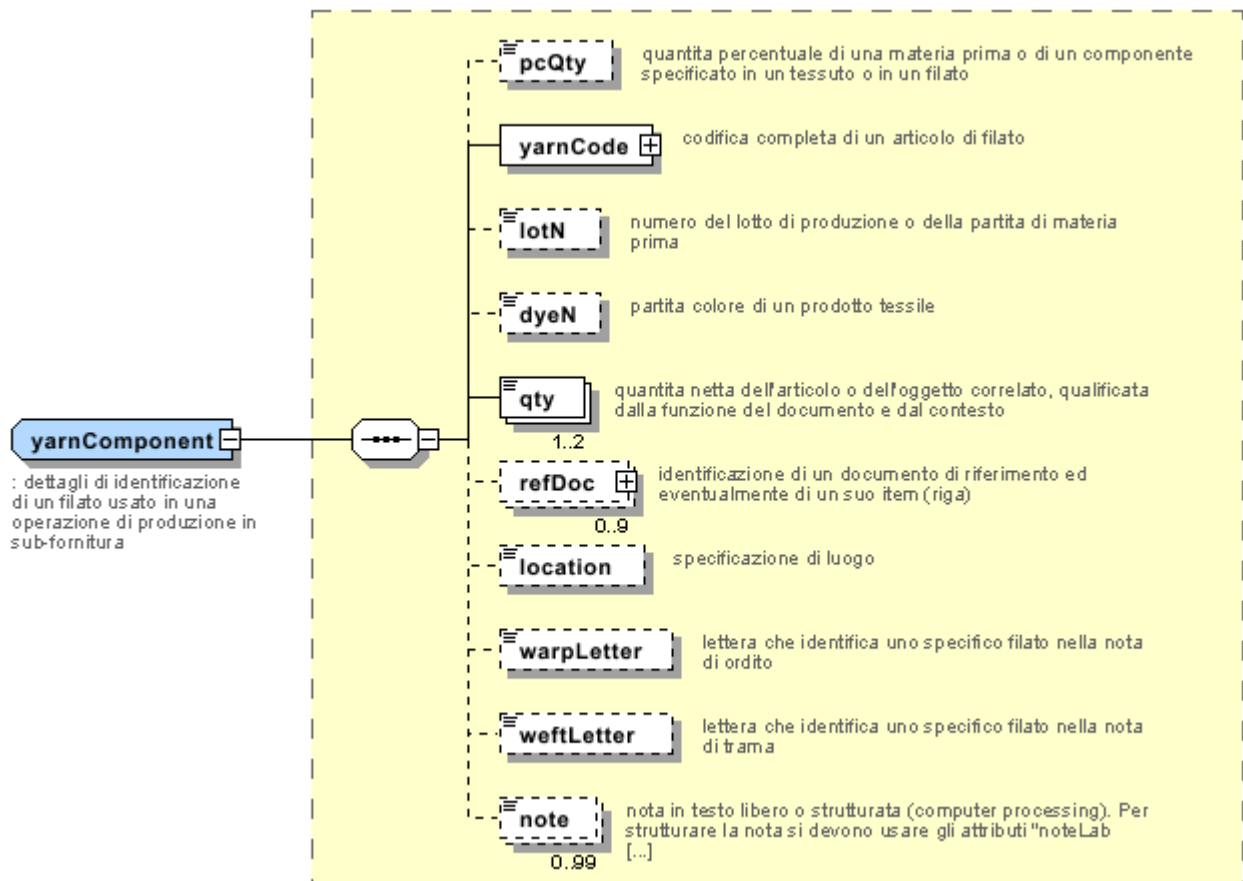 pcQty
quantita percentuale di una materia prima o di un componente
specificato in un tessuto o in un filato
yarnCode
codifica completa di un articolo di filato
lotN
numero del lotto di produzione o della partita di materia
prima
dyeN
partita colore di un prodotto tessile
qty
1..2
quantita netta dell'articolo o dell'oggetto correlato, qualificata
dalla funzione del documento e dal contesto
yarnComponent
: dettagli di identificazione
di un filato usato in una
operazione di produzione in
sub-fornitura
refDoc
0..9
identificazione di un documento di riferimento ed
eventualmente di un suo item (riga)
location
specificazione di luogo
warpLetter
lettera che identifica uno specifico filato nella nota
di ordito
weftLetter
lettera che identifica uno specifico filato nella nota
di trama
note
0..99
nota in testo libero o strutturata (computer processing). Per
strutturare la nota si devono usare gli attributi "noteLab
[...]